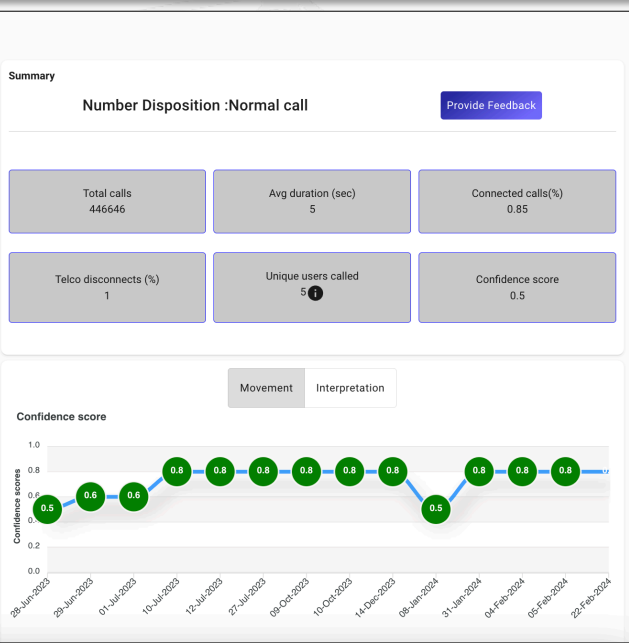 Summary
Number Disposition :Normal call
Provide Feedback
Total calls
446646
Avg duration (sec)
5
Connected calls(%)
0.85
Telco disconnects (%)
1
Unique users called
5 i
Confidence score
0.5
Movement
Interpretation
Confidence score
Confidence scores
1.0
0.8
0.2
0.0
0.5
0.6
0.6
0.8
0.8
0.8
0.8
0.8
0.8
0.5
0.8
0.8
0.8
28-Jun-2023
29-Jun-2023
01-Jul-2023
10-Jul-2023
12-Jul-2023
27-Jul-2023
09-Oct-2023
10-Oct-2023
14-Dec-2023
08-Jan-2024
31-Jan-2024
04-Feb-2024
05-Feb-2024
22-Feb-2024